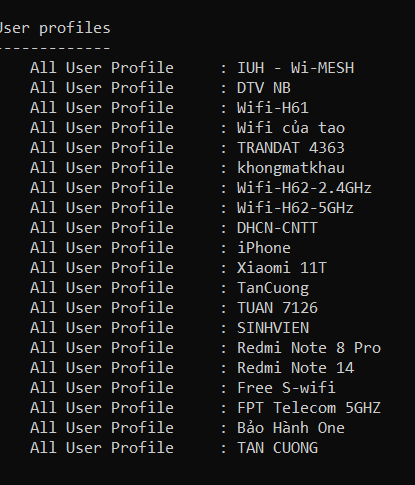 User profiles
-------------
All User Profile : IUH - Wi-MESH
All User Profile : DTV NB
All User Profile : Wifi-H61
All User Profile : Wifi của tao
All User Profile : TRANDAT 4363
All User Profile : khongmatkhau
All User Profile : Wifi-H62-2.4GHz
All User Profile : Wifi-H62-5GHz
All User Profile : DHCN-CNTT
All User Profile : iPhone
All User Profile : Xiaomi 11T
All User Profile : TanCuong
All User Profile : TUAN 7126
All User Profile : SINHVIEN
All User Profile : Redmi Note 8 Pro
All User Profile : Redmi Note 14
All User Profile : Free S-wifi
All User Profile : FPT Telecom 5GHZ
All User Profile : Bảo Hành One
All User Profile : TAN CUONG